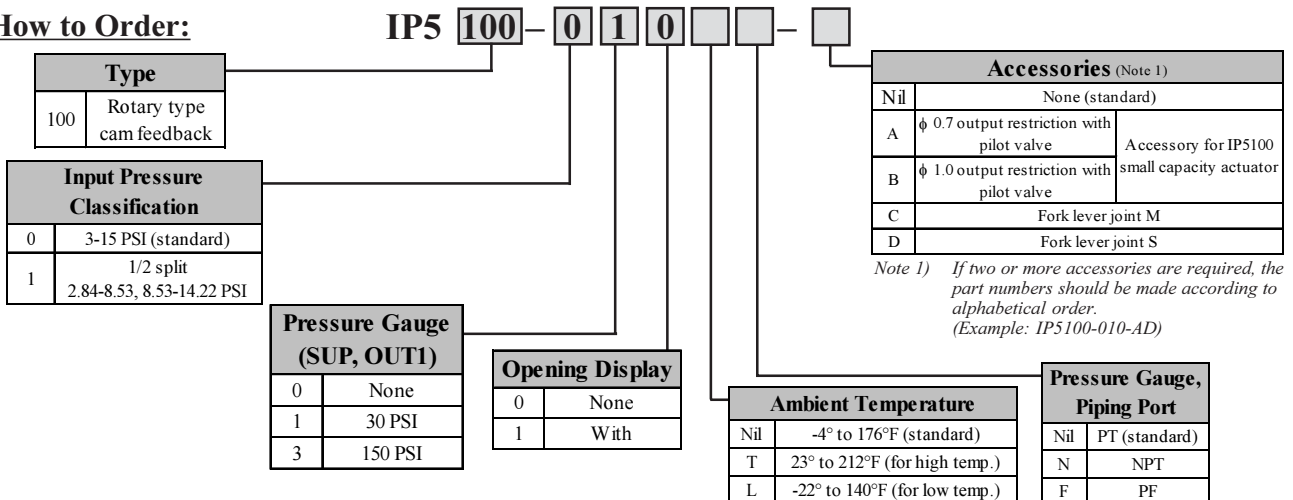 How to Order:
IP5 100 – 0 1 0 –
Type
100 Rotary type
cam feedback
Input Pressure
Classification
0 3-15 PSI (standard)
1 1/2 split
2.84-8.53, 8.53-14.22 PSI
Pressure Gauge
(SUP, OUT1)
0 None
1 30 PSI
3 150 PSI
Opening Display
0 None
1 With
Ambient Temperature
Nil -4° to 176°F (standard)
T 23° to 212°F (for high temp.)
L -22° to 140°F (for low temp.)
Pressure Gauge,
Piping Port
Nil PT (standard)
N NPT
F PF
Accessories (Note 1)
Nil None (standard)
A ϕ 0.7 output restriction with
pilot valve
B ϕ 1.0 output restriction with
pilot valve
Accessory for IP5100
small capacity actuator
C Fork lever joint M
D Fork lever joint S
Note 1) If two or more accessories are required, the
part numbers should be made according to
alphabetical order.
(Example: IP5100-010-AD)